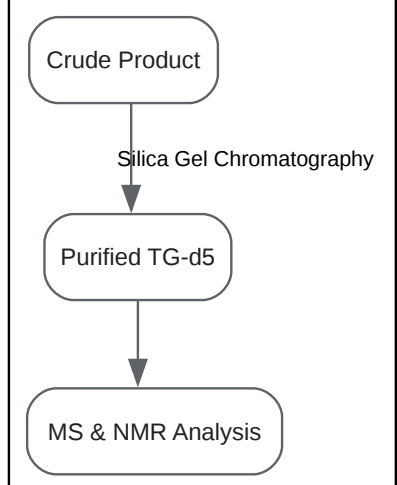 Crude Product
Silica Gel Chromatography
Purified TG-d5
MS & NMR Analysis